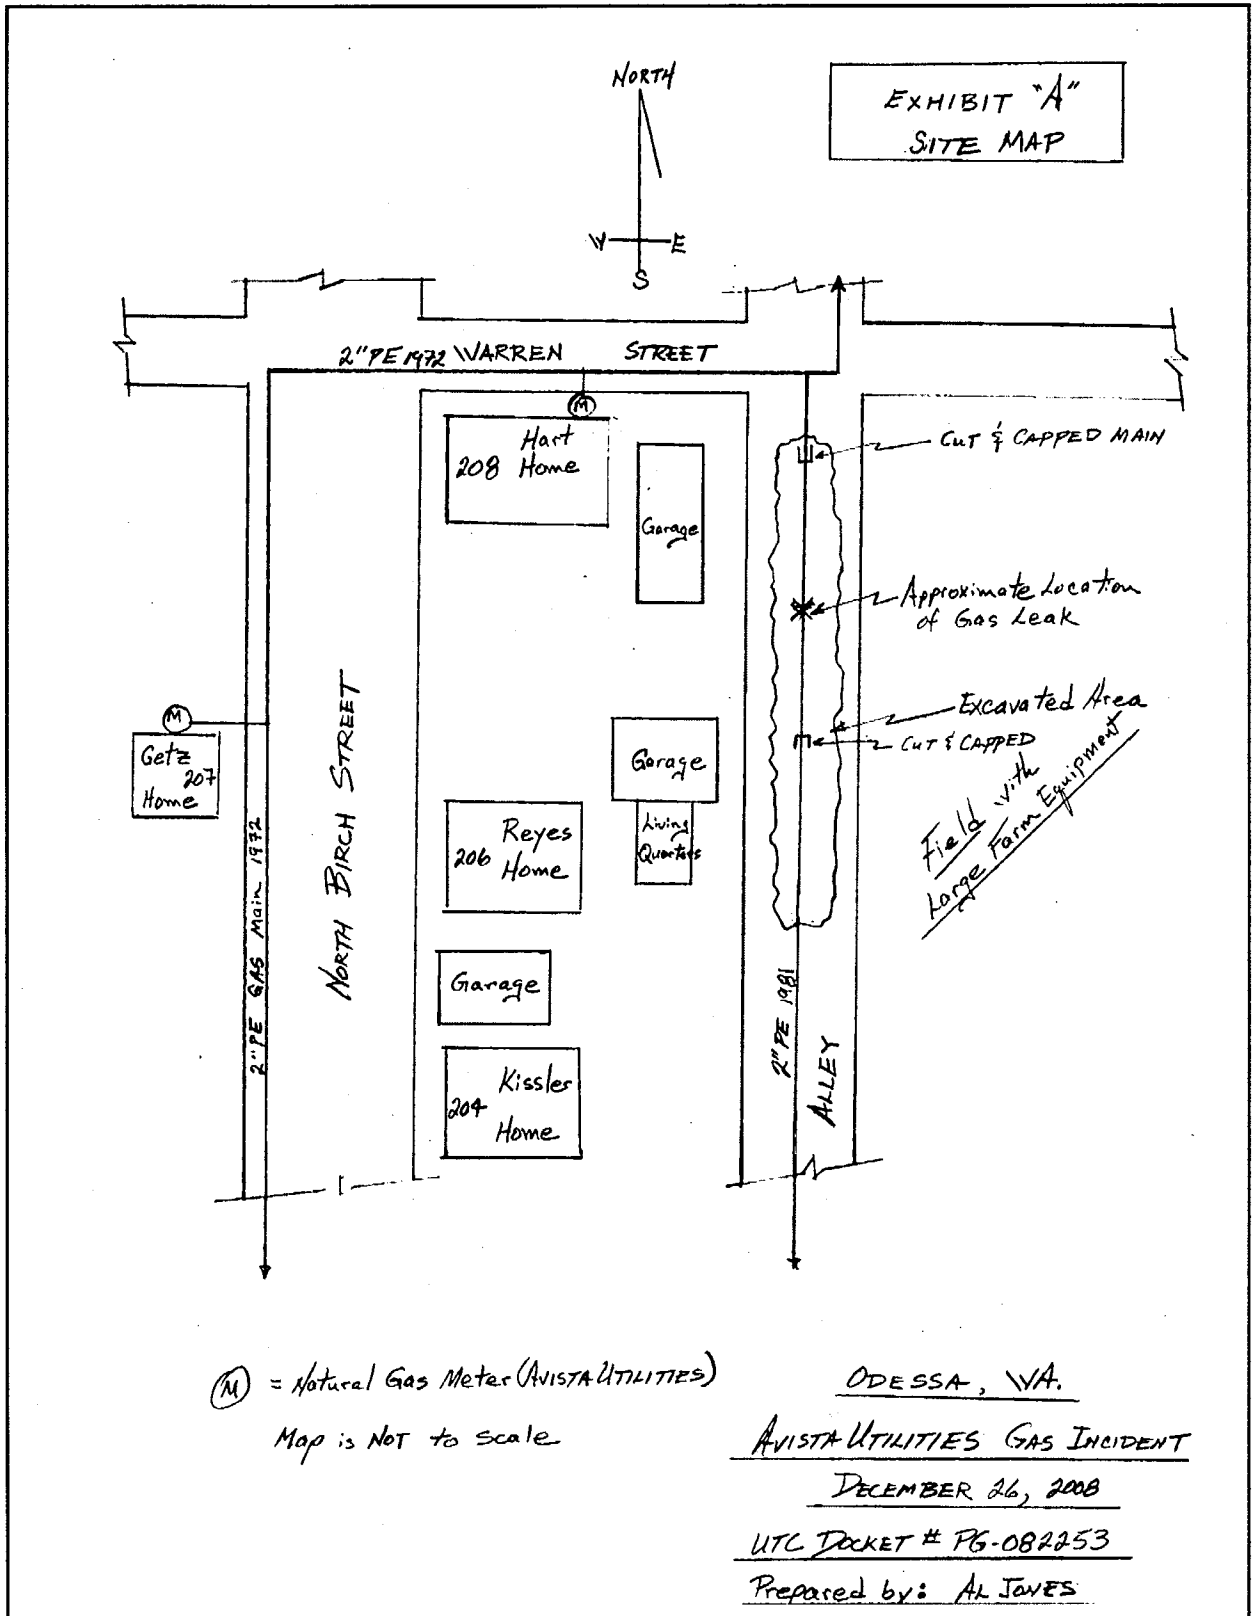 NORTH
EXHIBIT "A"
SITE MAP
W
E
S
2" PE 1972 WARREN STREET
M
Hart
208 Home
Garage
CUT & CAPPED MAIN
Approximate Location
of Gas Leak
Excavated Area
CUT & CAPPED
Field with
Large Farm Equipment
M
Getz
207
Home
2" PE GAS Main 1972
NORTH BIRCH STREET
Garage
Living
Quarters
Reyes
206 Home
Garage
Kissler
204
Home
2" PE 1981
ALLEY
M = Natural Gas Meter (AVISTA UTILITIES)
Map is NOT to scale
ODESSA, WA.
AVISTA UTILITIES GAS INCIDENT
DECEMBER 26, 2008
UTC DOCKET # PG-082253
Prepared by: AL JONES